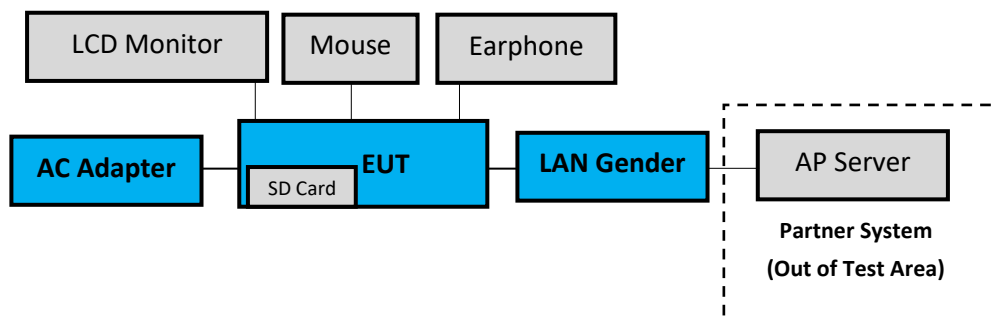 LCD Monitor
Mouse
Earphone
AC Adapter
EUT
SD Card
LAN Gender
AP Server
Partner System
(Out of Test Area)